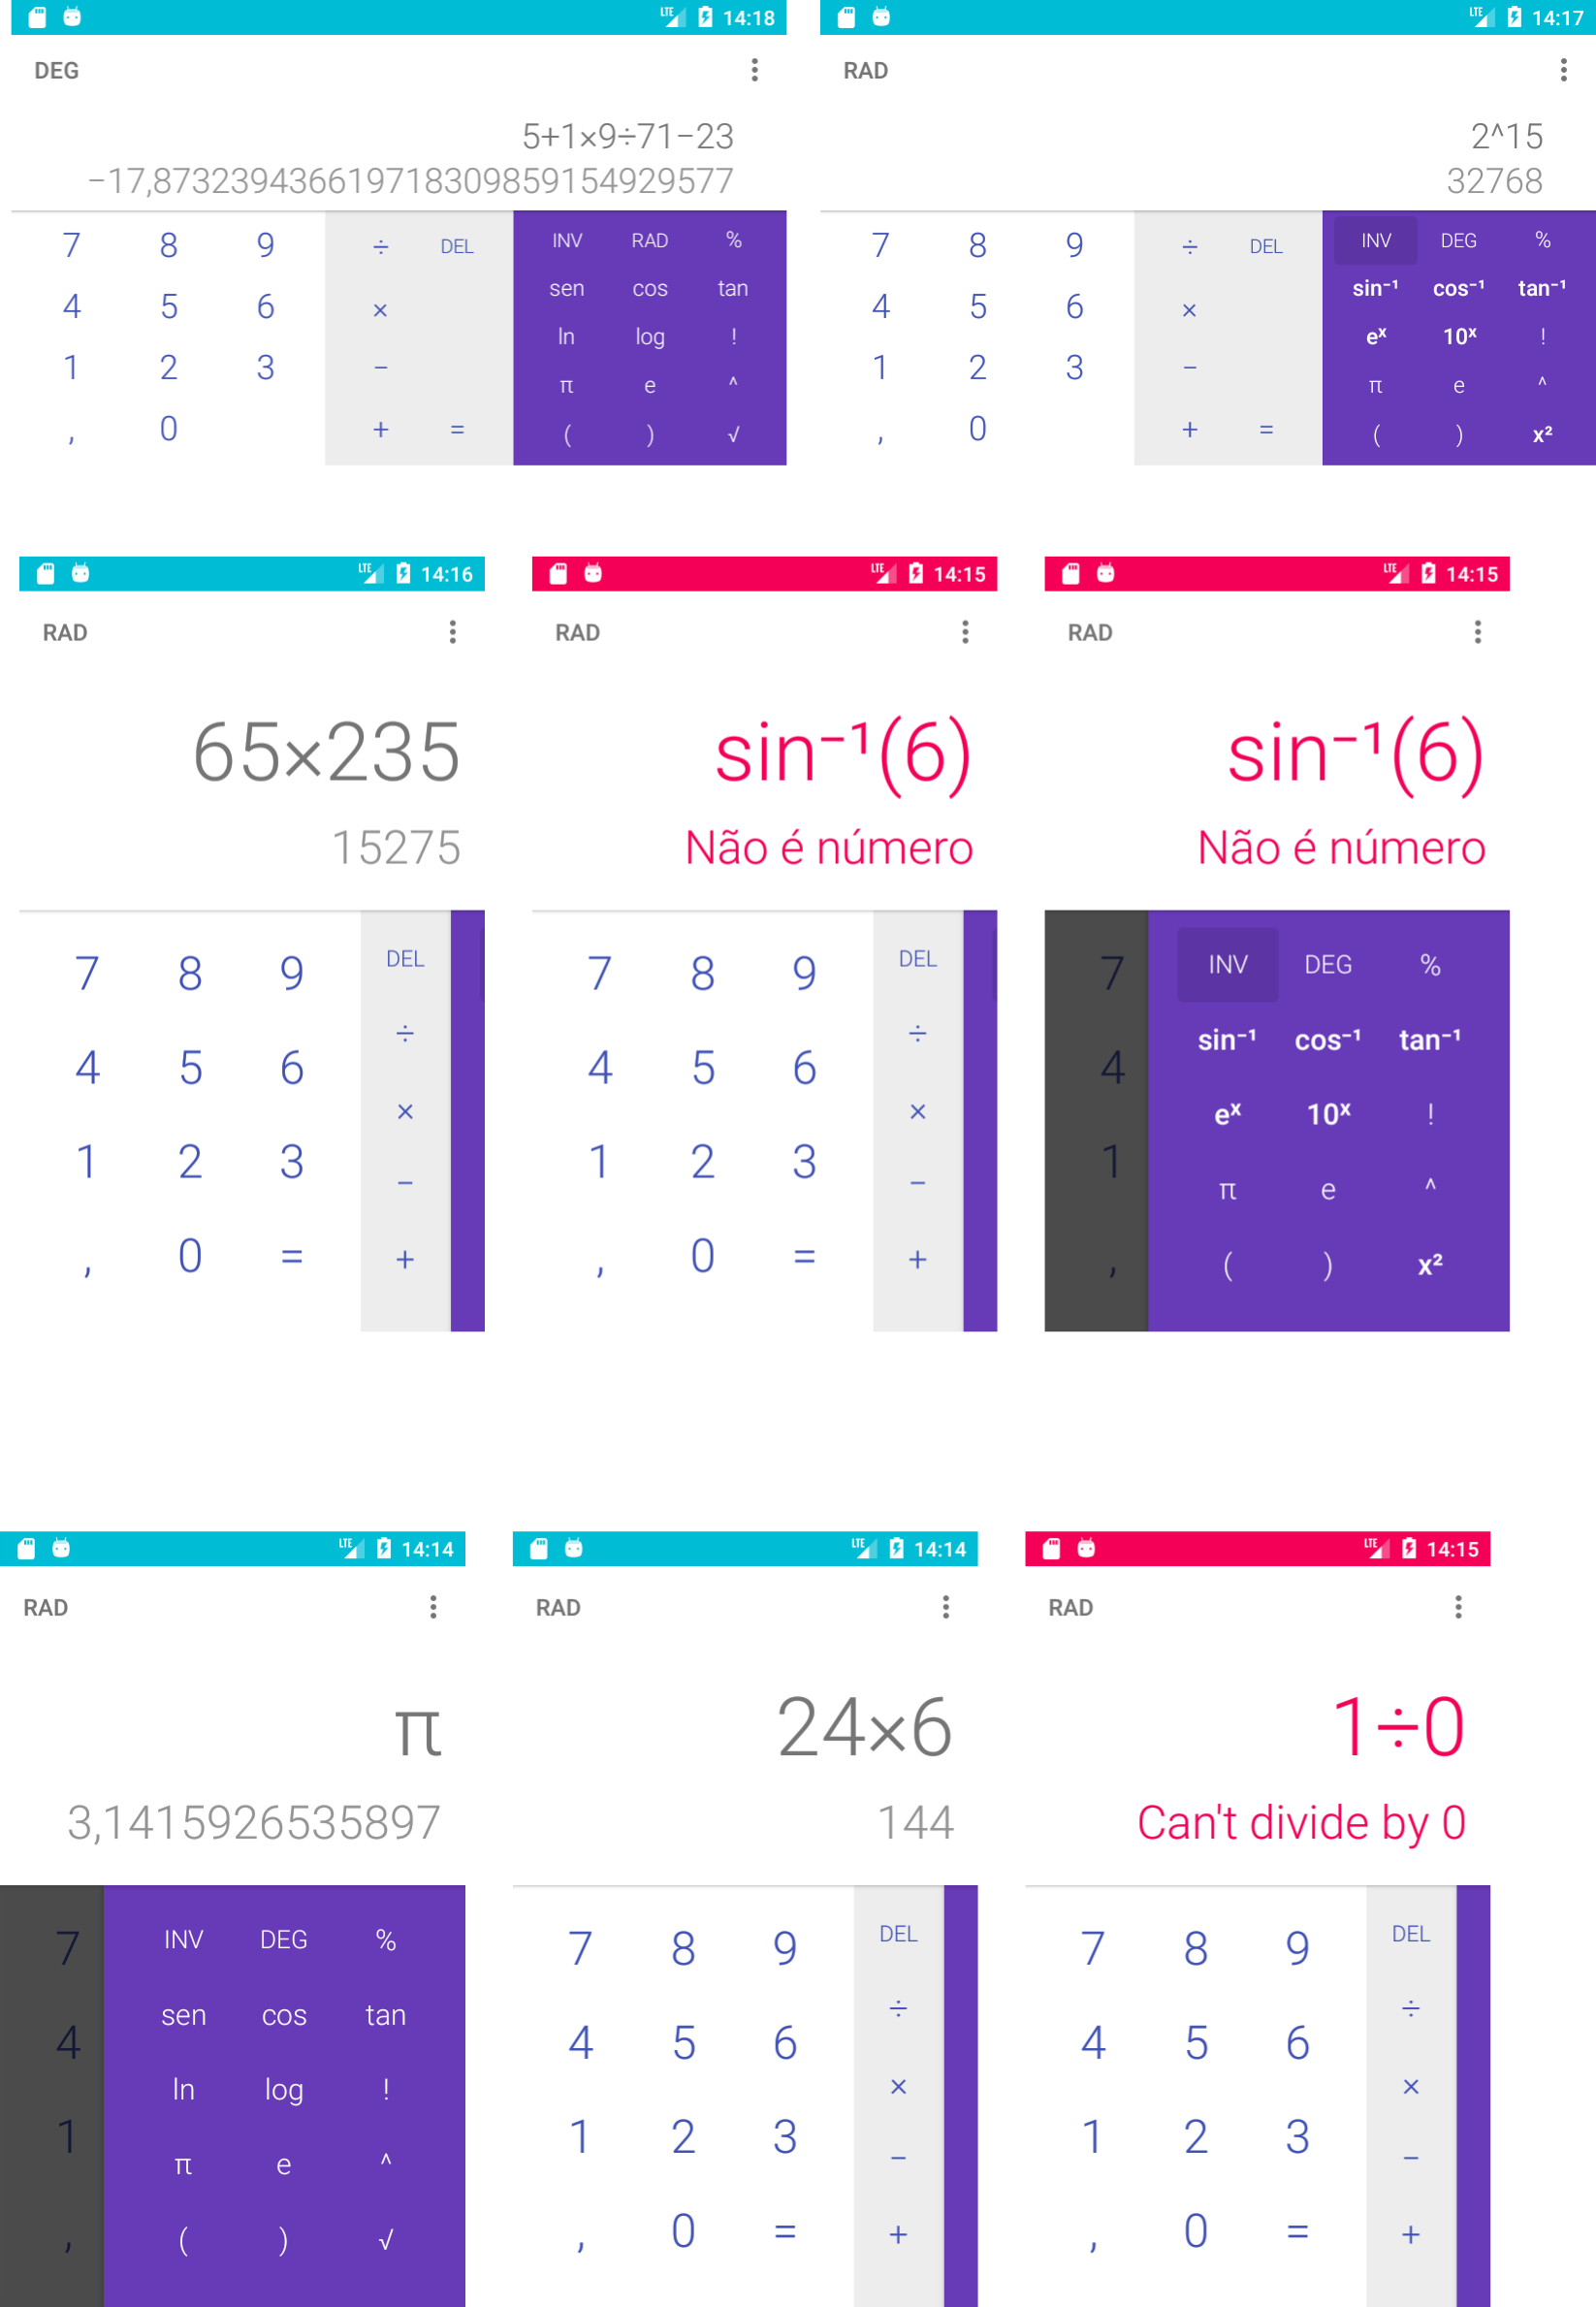 LTE 14:18
DEG
5+1×9÷71−23
−17,87323943661971830985915492957​7
7 8 9 ÷ DEL INV RAD %
4 5 6 × sen cos tan
1 2 3 − ln log !
, 0 + = π e ^
( ) √
LTE 14:17
RAD
2^15
32768
7 8 9 ÷ DEL INV DEG %
4 5 6 × sin⁻¹ cos⁻¹ tan⁻¹
1 2 3 − eˣ 10ˣ !
, 0 + = π e ^
( ) x²
LTE 14:16
RAD
65×235
15275
7 8 9 DEL
4 5 6 ÷
1 2 3 ×
, 0 = −
+
LTE 14:15
RAD
sin⁻¹(6)
Não é número
7 8 9 DEL
4 5 6 ÷
1 2 3 ×
, 0 = −
+
LTE 14:15
RAD
sin⁻¹(6)
Não é número
7 INV DEG %
4 sin⁻¹ cos⁻¹ tan⁻¹
1 eˣ 10ˣ !
, π e ^
( ) x²
LTE 14:14
RAD
π
3,1415926535897
7 INV DEG %
4 sen cos tan
1 ln log !
, π e ^
( ) √
LTE 14:14
RAD
24×6
144
7 8 9 DEL
4 5 6 ÷
1 2 3 ×
, 0 = −
+
LTE 14:15
RAD
1÷0
Can't divide by 0
7 8 9 DEL
4 5 6 ÷
1 2 3 ×
, 0 = −
+